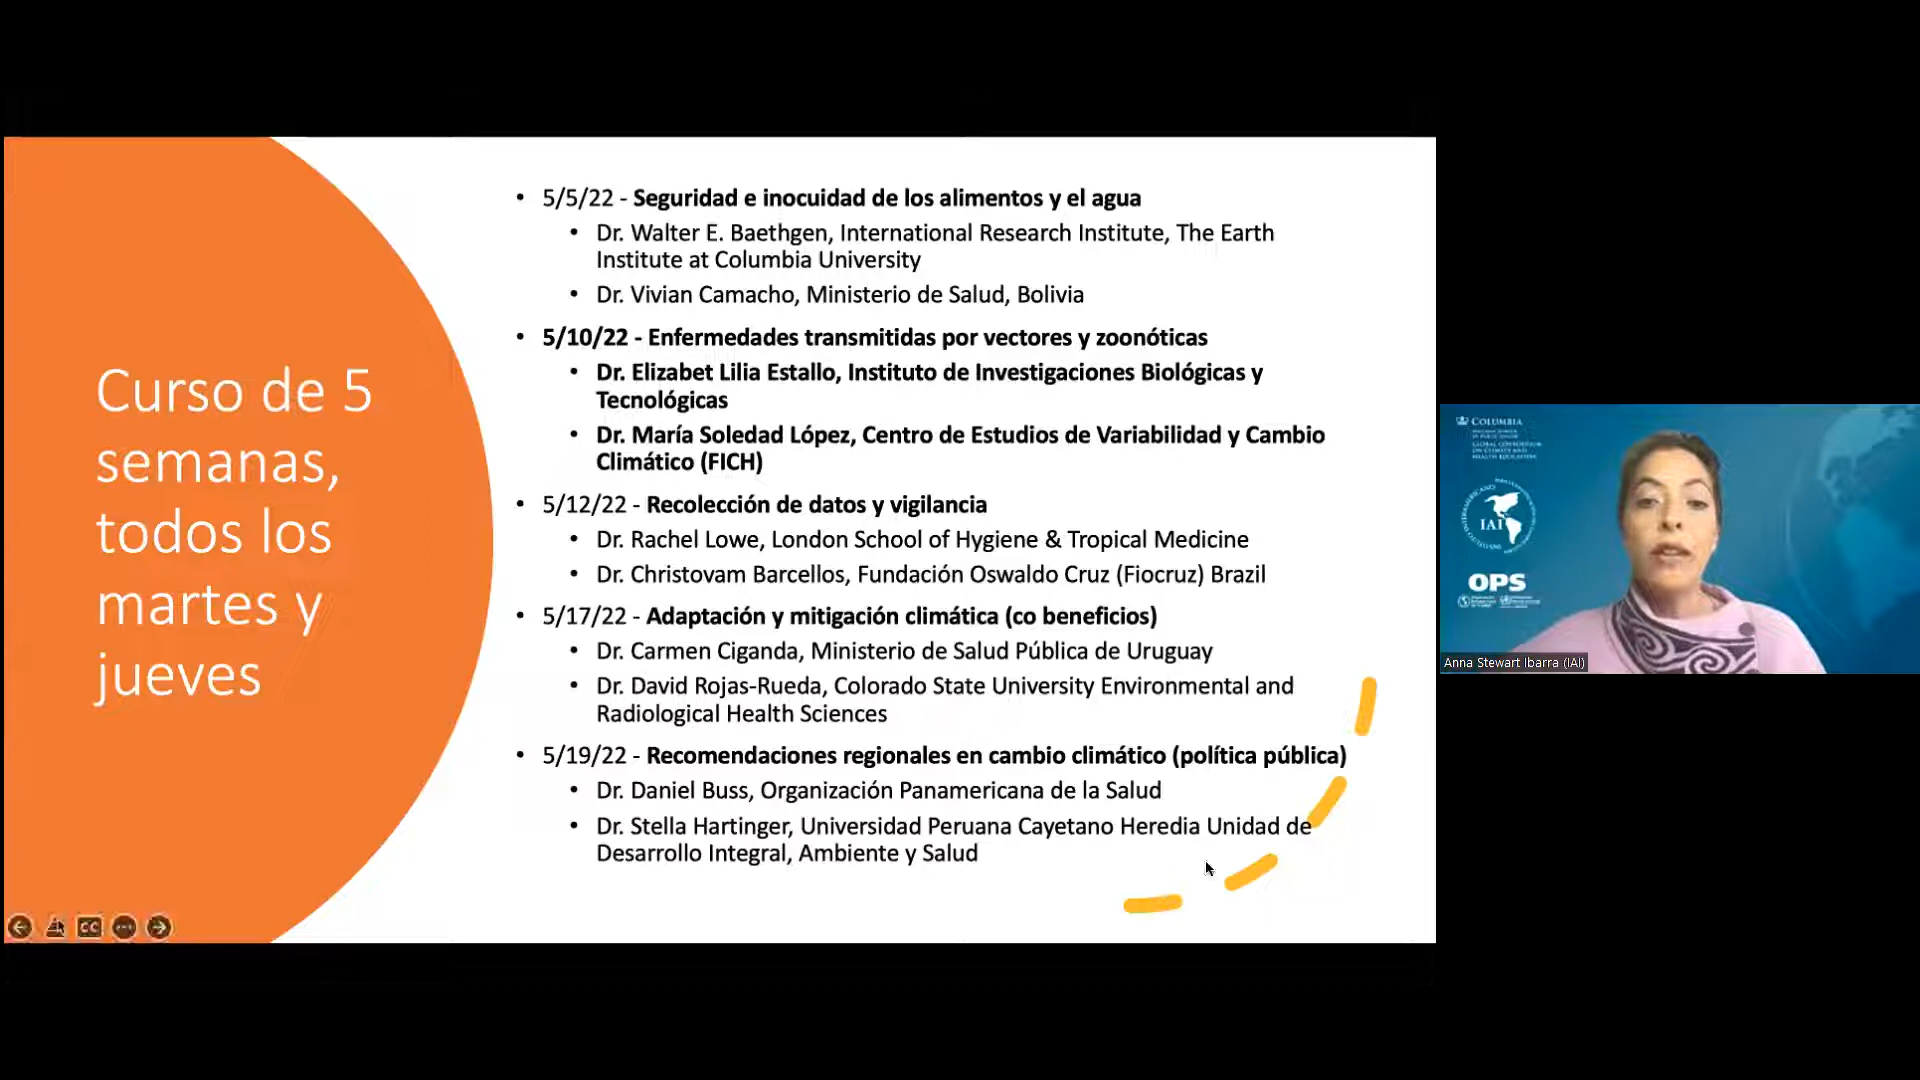 Curso de 5
semanas,
todos los
martes y
jueves
• 5/5/22 - Seguridad e inocuidad de los alimentos y el agua
• Dr. Walter E. Baethgen, International Research Institute, The Earth
Institute at Columbia University
• Dr. Vivian Camacho, Ministerio de Salud, Bolivia
• 5/10/22 - Enfermedades transmitidas por vectores y zoonóticas
• Dr. Elizabet Lilia Estallo, Instituto de Investigaciones Biológicas y
Tecnológicas
• Dr. María Soledad López, Centro de Estudios de Variabilidad y Cambio
Climático (FICH)
• 5/12/22 - Recolección de datos y vigilancia
• Dr. Rachel Lowe, London School of Hygiene & Tropical Medicine
• Dr. Christovam Barcellos, Fundación Oswaldo Cruz (Fiocruz) Brazil
• 5/17/22 - Adaptación y mitigación climática (co beneficios)
• Dr. Carmen Ciganda, Ministerio de Salud Pública de Uruguay
• Dr. David Rojas-Rueda, Colorado State University Environmental and
Radiological Health Sciences
• 5/19/22 - Recomendaciones regionales en cambio climático (política pública)
• Dr. Daniel Buss, Organización Panamericana de la Salud
• Dr. Stella Hartinger, Universidad Peruana Cayetano Heredia Unidad de
Desarrollo Integral, Ambiente y Salud
CC
COLUMBIA
GLOBAL CONSORTIUM
ON CLIMATE AND
HEALTH EDUCATION
IAI
OPS
Anna Stewart Ibarra (IAI)